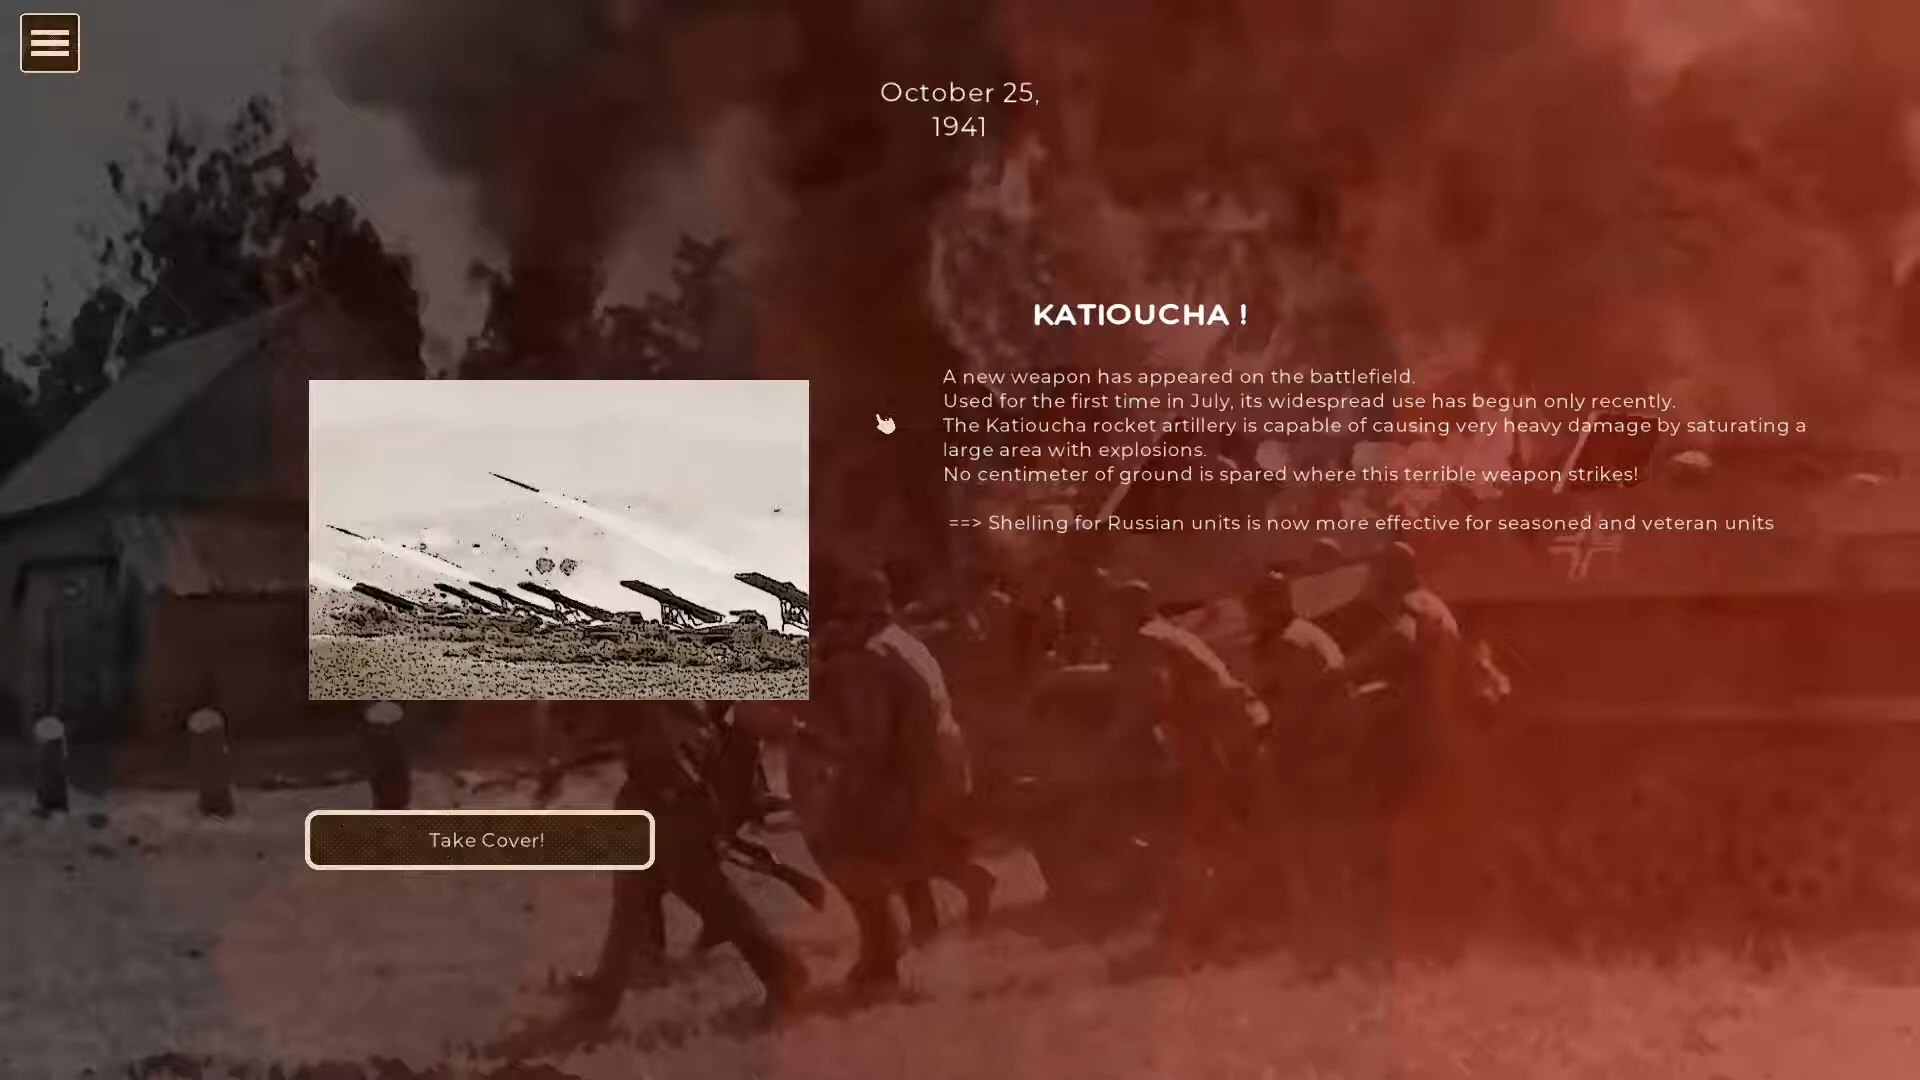 October 25,
1941
KATIOUCHA !
A new weapon has appeared on the battlefield.
Used for the first time in July, its widespread use has begun only recently.
The Katioucha rocket artillery is capable of causing very heavy damage by saturating a
large area with explosions.
No centimeter of ground is spared where this terrible weapon strikes!
==> Shelling for Russian units is now more effective for seasoned and veteran units
Take Cover!